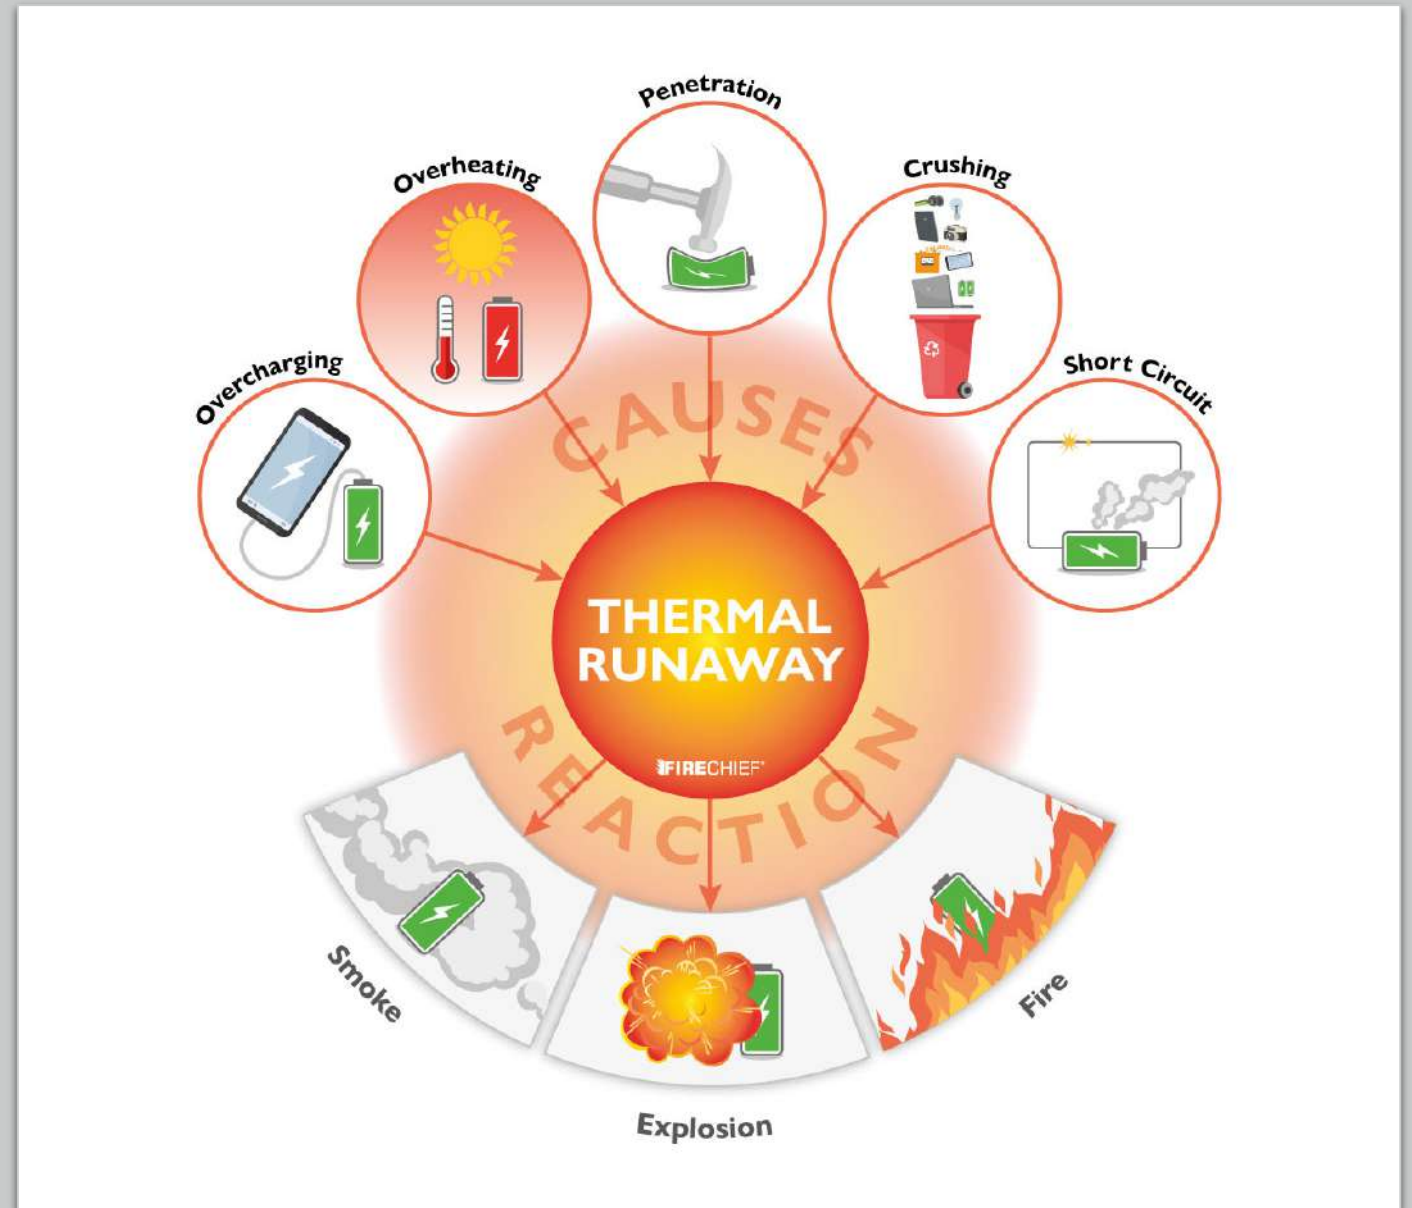 Penetration
Overheating
Crushing
Overcharging
Short Circuit
CAUSES
THERMAL
RUNAWAY
FIRECHIEF
REACTION
Smoke
Fire
Explosion